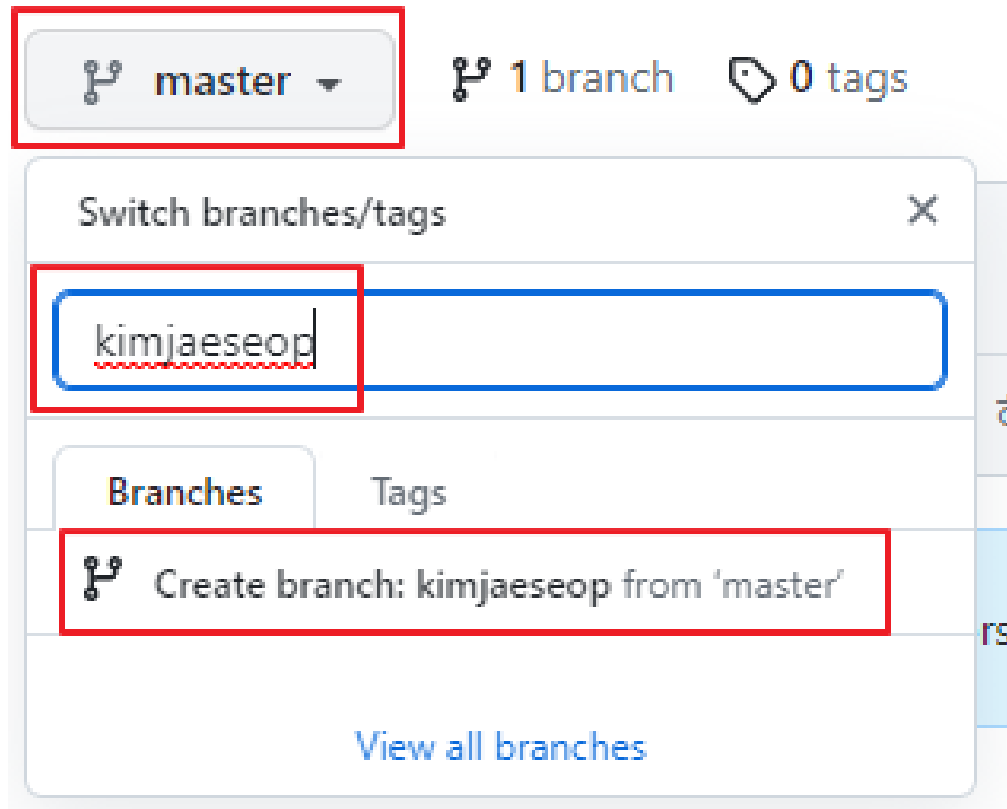 master
1 branch
0 tags
Switch branches/tags
kimjaeseop
Branches
Tags
Create branch: kimjaeseop from ‘master’
View all branches